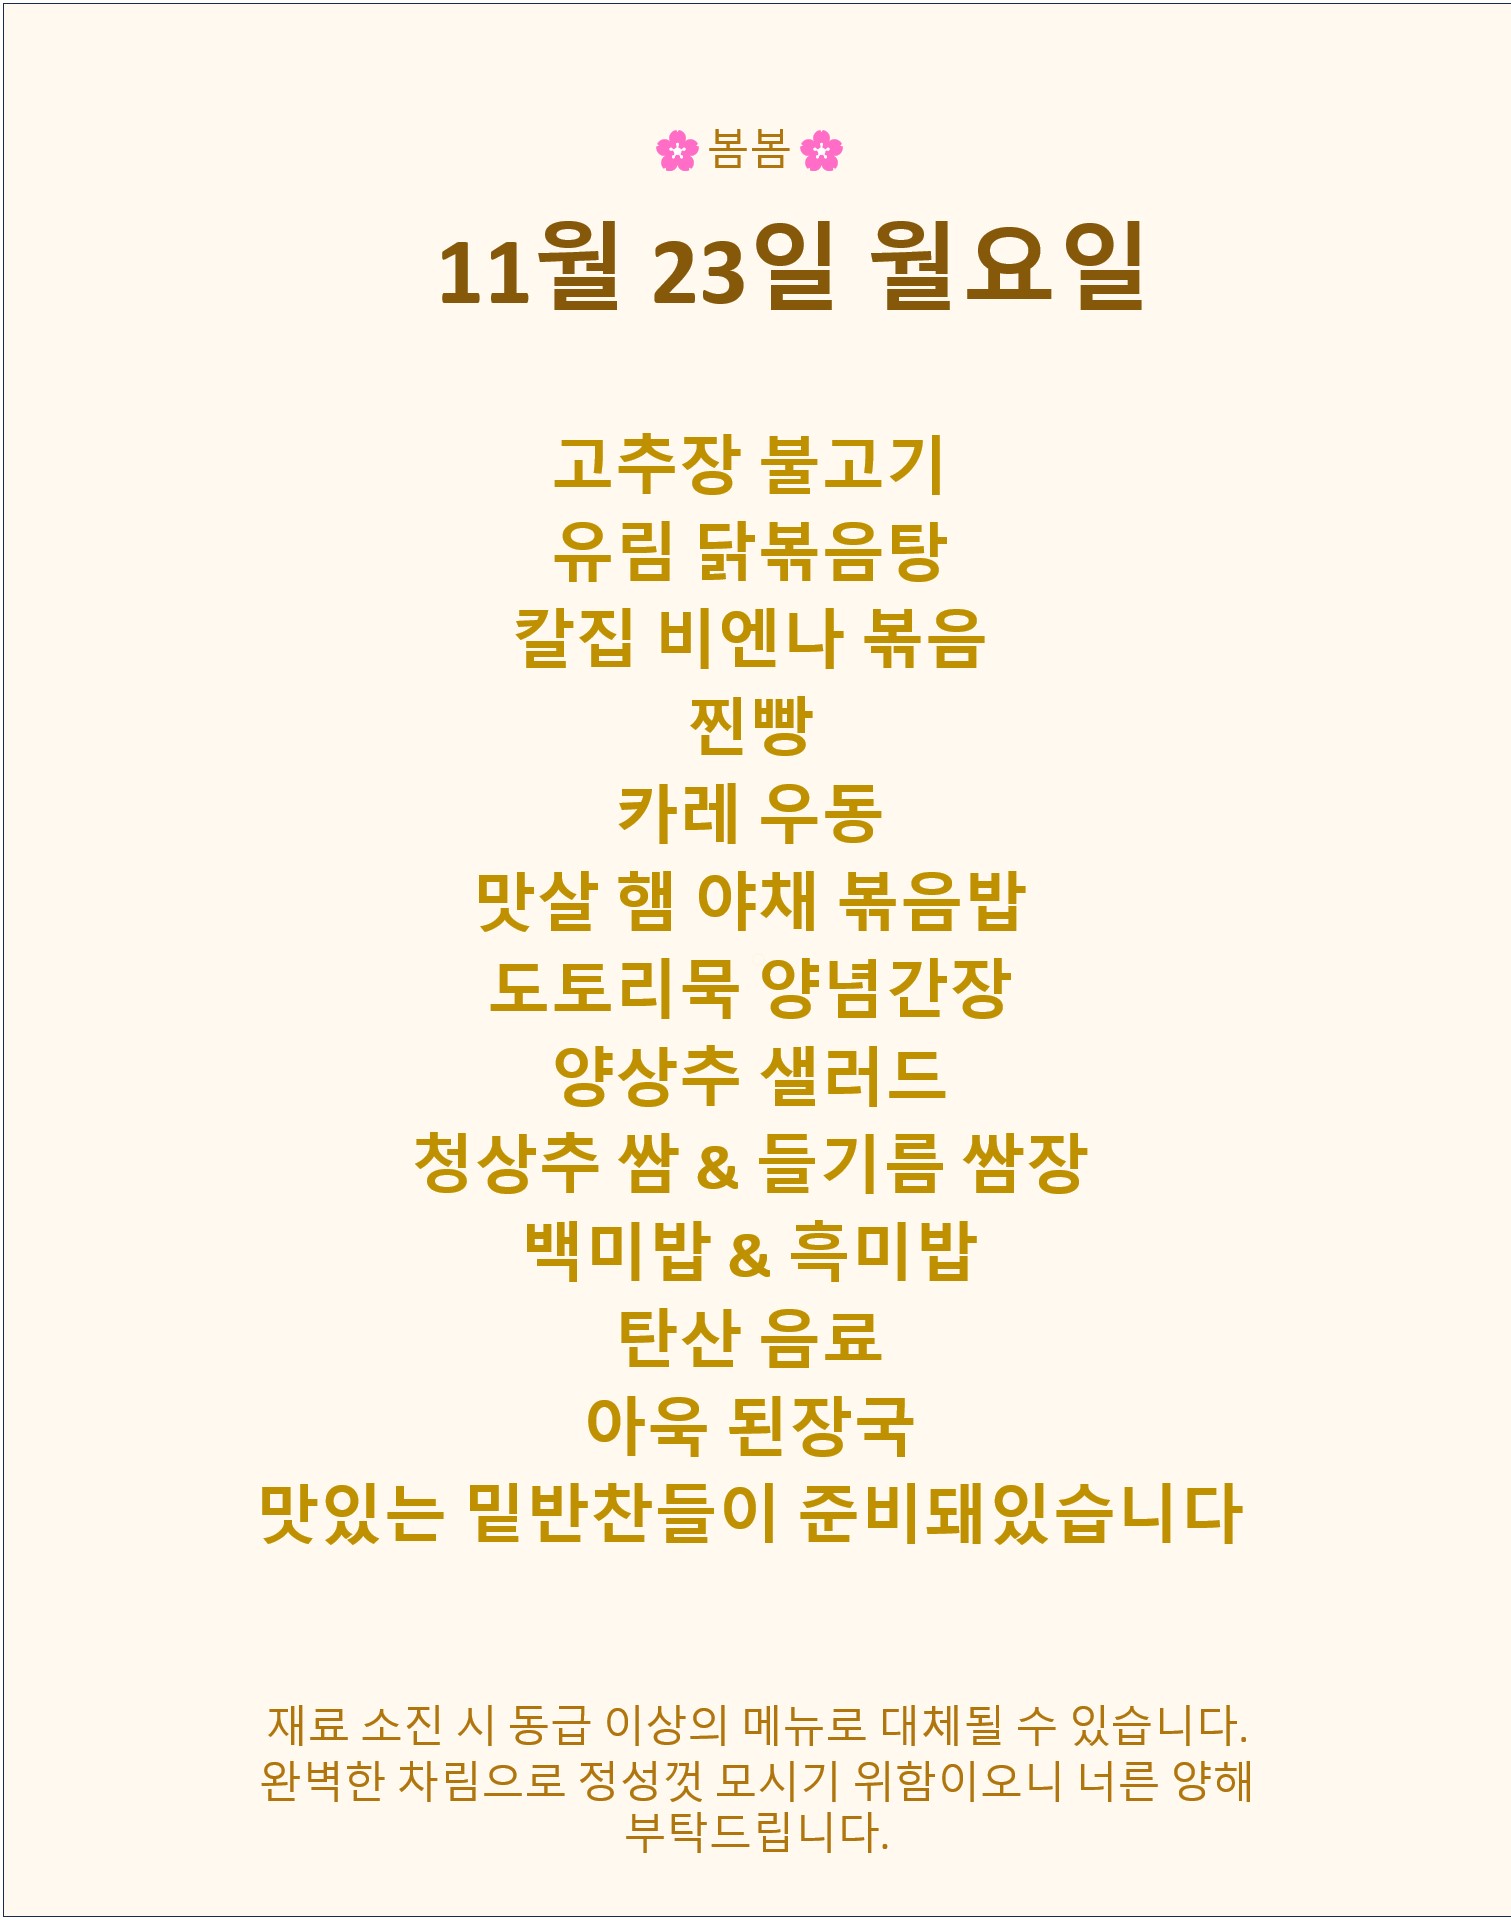 🌸 봄봄 🌸
11월 23일 월요일
고추장 불고기
유림 닭볶음탕
칼집 비엔나 볶음
찐빵
카레 우동
맛살 햄 야채 볶음밥
도토리묵 양념간장
양상추 샐러드
청상추 쌈 & 들기름 쌈장
백미밥 & 흑미밥
탄산 음료
아욱 된장국
맛있는 밑반찬들이 준비돼있습니다
재료 소진 시 동급 이상의 메뉴로 대체될 수 있습니다.
완벽한 차림으로 정성껏 모시기 위함이오니 너른 양해
부탁드립니다.